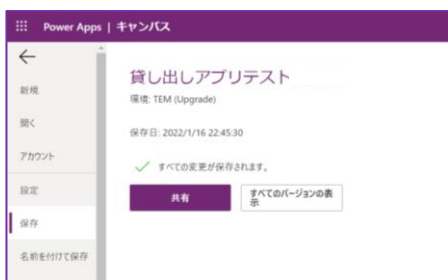 Power Apps | キャンバス
新規
開く
アカウント
設定
保存
名前を付けて保存
貸し出しアプリテスト
環境: TEM (Upgrade)
保存日: 2022/1/16 22:45:30
すべての変更が保存されます。
共有
すべてのバージョンの表
示